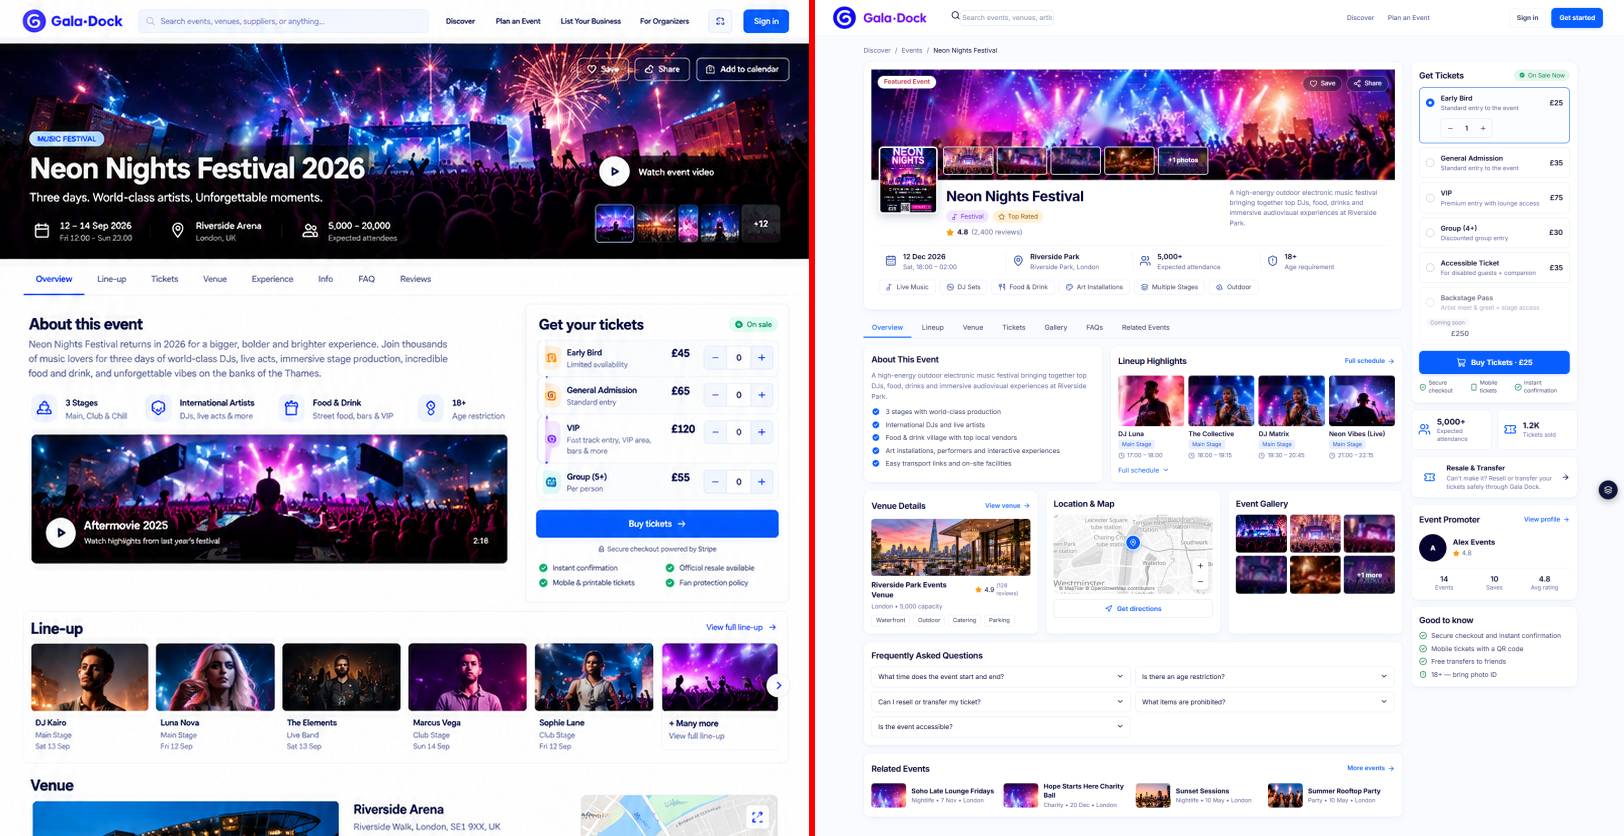 Gala·Dock
Search events, venues, suppliers, or anything...
Discover
Plan an Event
List Your Business
For Organizers
Sign in
Save
Share
Add to calendar
MUSIC FESTIVAL
Neon Nights Festival 2026
Three days. World-class artists, Unforgettable moments.
Watch event video
12 – 14 Sep 2026
Fri 12:00 – Sun 23:00
Riverside Arena
London, UK
5,000 – 20,000
Expected attendees
+12
Overview
Line-up
Tickets
Venue
Experience
Info
FAQ
Reviews
About this event
Neon Nights Festival returns in 2026 for a bigger, bolder and brighter experience. Join thousands
of music lovers for three days of world-class DJs, live acts, immersive stage production, incredible
food and drink, and unforgettable vibes on the banks of the Thames.
3 Stages
Main, Club & Chill
International Artists
DJs, live acts & more
Food & Drink
Street food, bars & VIP
18+
Age restriction
Aftermovie 2025
Watch highlights from last year's festival
2:16
Get your tickets
On sale
Early Bird
Limited availability
£45
0
General Admission
Standard entry
£65
0
VIP
Fast track entry, VIP area,
bars & more
£120
0
Group (5+)
Per person
£55
0
Buy tickets →
Secure checkout powered by Stripe
Instant confirmation
Official resale available
Mobile & printable tickets
Fan protection policy
Line-up
View full line-up →
DJ Kairo
Main Stage
Sat 13 Sep
Luna Nova
Main Stage
Fri 12 Sep
The Elements
Live Band
Sat 13 Sep
Marcus Vega
Club Stage
Sun 14 Sep
Sophie Lane
Club Stage
Fri 12 Sep
+ Many more
View full line-up
Venue
Riverside Arena
Riverside Walk, London, SE1 9XX, UK
Gala·Dock
Search events, venues, artis
Discover
Plan an Event
Sign in
Get started
Discover / Events / Neon Nights Festival
Featured Event
Save
Share
NEON
NIGHTS
+1 photos
Neon Nights Festival
Festival
Top Rated
4.8 (2,400 reviews)
A high-energy outdoor electronic music festival
bringing together top DJs, food, drinks and
immersive audiovisual experiences at Riverside
Park.
12 Dec 2026
Sat, 18:00 – 02:00
Riverside Park
Riverside Park, London
5,000+
Expected attendance
18+
Age requirement
Live Music
DJ Sets
Food & Drink
Art Installations
Multiple Stages
Outdoor
Overview
Lineup
Venue
Tickets
Gallery
FAQs
Related Events
About This Event
A high-energy outdoor electronic music festival bringing together top
DJs, food, drinks and immersive audiovisual experiences at Riverside
Park.
3 stages with world-class production
International DJs and live artists
Food & drink village with top local vendors
Art installations, performers and interactive experiences
Easy transport links and on-site facilities
Lineup Highlights
Full schedule →
DJ Luna
Main Stage
17:00 – 18:00
The Collective
Main Stage
18:00 – 19:15
DJ Matrix
Main Stage
19:30 – 20:45
Neon Vibes (Live)
Main Stage
21:00 – 22:15
Full schedule
Venue Details
View venue →
Riverside Park Events
Venue
4.9
(128
reviews)
London • 5,000 capacity
Waterfront
Outdoor
Catering
Parking
Location & Map
Leicester Square
tube station
Southwark
Waterloo
Westminster
© MapTiler © OpenStreetMap contributors
Get directions
Event Gallery
+1 more
Frequently Asked Questions
What time does the event start and end?
Is there an age restriction?
Can I resell or transfer my ticket?
What items are prohibited?
Is the event accessible?
Related Events
More events →
Soho Late Lounge Fridays
Nightlife • 7 Nov • London
Hope Starts Here Charity
Ball
Charity • 20 Dec • London
Sunset Sessions
Nightlife • 10 May • London
Summer Rooftop Party
Party • 10 May • London
Get Tickets
On Sale Now
Early Bird
Standard entry to the event
£25
− 1 +
General Admission
Standard entry to the event
£35
VIP
Premium entry with lounge access
£75
Group (4+)
Discounted group entry
£30
Accessible Ticket
For disabled guests + companion
£35
Backstage Pass
Artist meet & greet + stage access
Coming soon
£250
Buy Tickets · £25
Secure
checkout
Mobile
tickets
Instant
confirmation
5,000+
Expected
attendance
1.2K
Tickets sold
Resale & Transfer
Can't make it? Resell or transfer your
tickets safely through Gala Dock.
Event Promoter
View profile →
A
Alex Events
4.8
14
Events
10
Saves
4.8
Avg rating
Good to know
Secure checkout and instant confirmation
Mobile tickets with a QR code
Free transfers to friends
18+ — bring photo ID